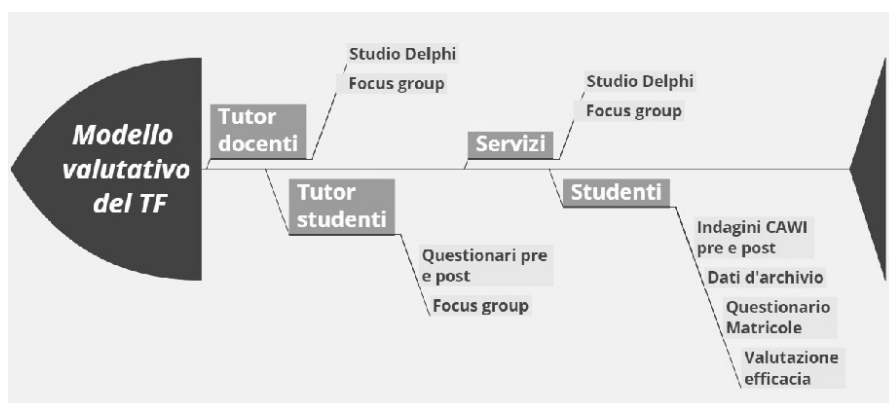 Modello
valutativo
del TF
Tutor
docenti
Studio Delphi
Focus group
Servizi
Studio Delphi
Focus group
Tutor
studenti
Questionari pre
e post
Focus group
Studenti
Indagini CAWI
pre e post
Dati d'archivio
Questionario
Matricole
Valutazione
efficacia